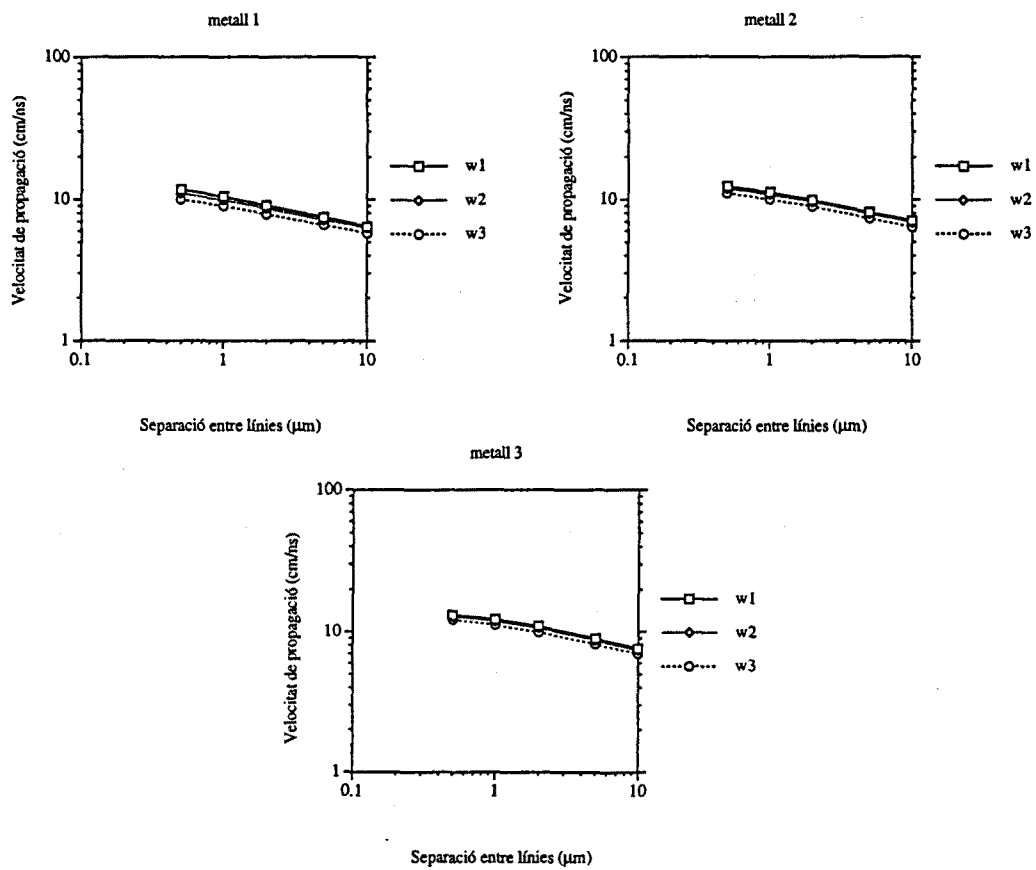 metall 1
100
10
1
0.1
1
10
Velocitat de propagació (cm/ns)
Separació entre línies (µm)
w1
w2
w3
metall 2
100
10
1
0.1
1
10
Velocitat de propagació (cm/ns)
Separació entre línies (µm)
w1
w2
w3
metall 3
100
10
1
0.1
1
10
Velocitat de propagació (cm/ns)
Separació entre línies (µm)
w1
w2
w3